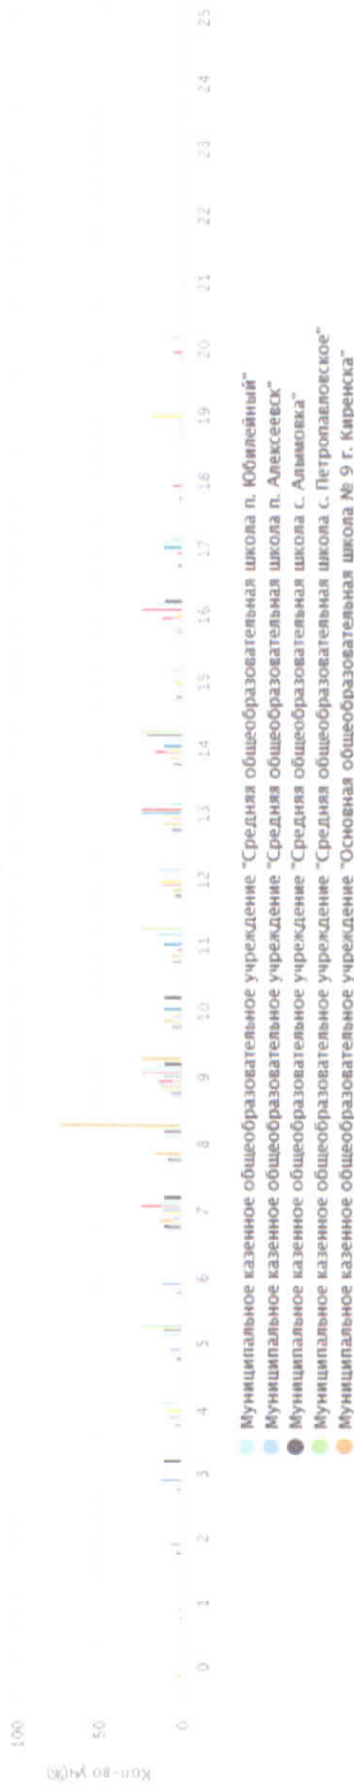 100
50
0
Кол-во уч(%)
0 1 2 3 4 5 6 7 8 9 10 11 12 13 14 15 16 17 18 19 20 21 22 23 24 25
Муниципальное казенное общеобразовательное учреждение "Средняя общеобразовательная школа п. Юбилейный"
Муниципальное казенное общеобразовательное учреждение "Средняя общеобразовательная школа п. Алексеевск"
Муниципальное казенное общеобразовательное учреждение "Средняя общеобразовательная школа с. Алымовка"
Муниципальное казенное общеобразовательное учреждение "Средняя общеобразовательная школа с. Петропавловское"
Муниципальное казенное общеобразовательное учреждение "Основная общеобразовательная школа № 9 г. Киренска"